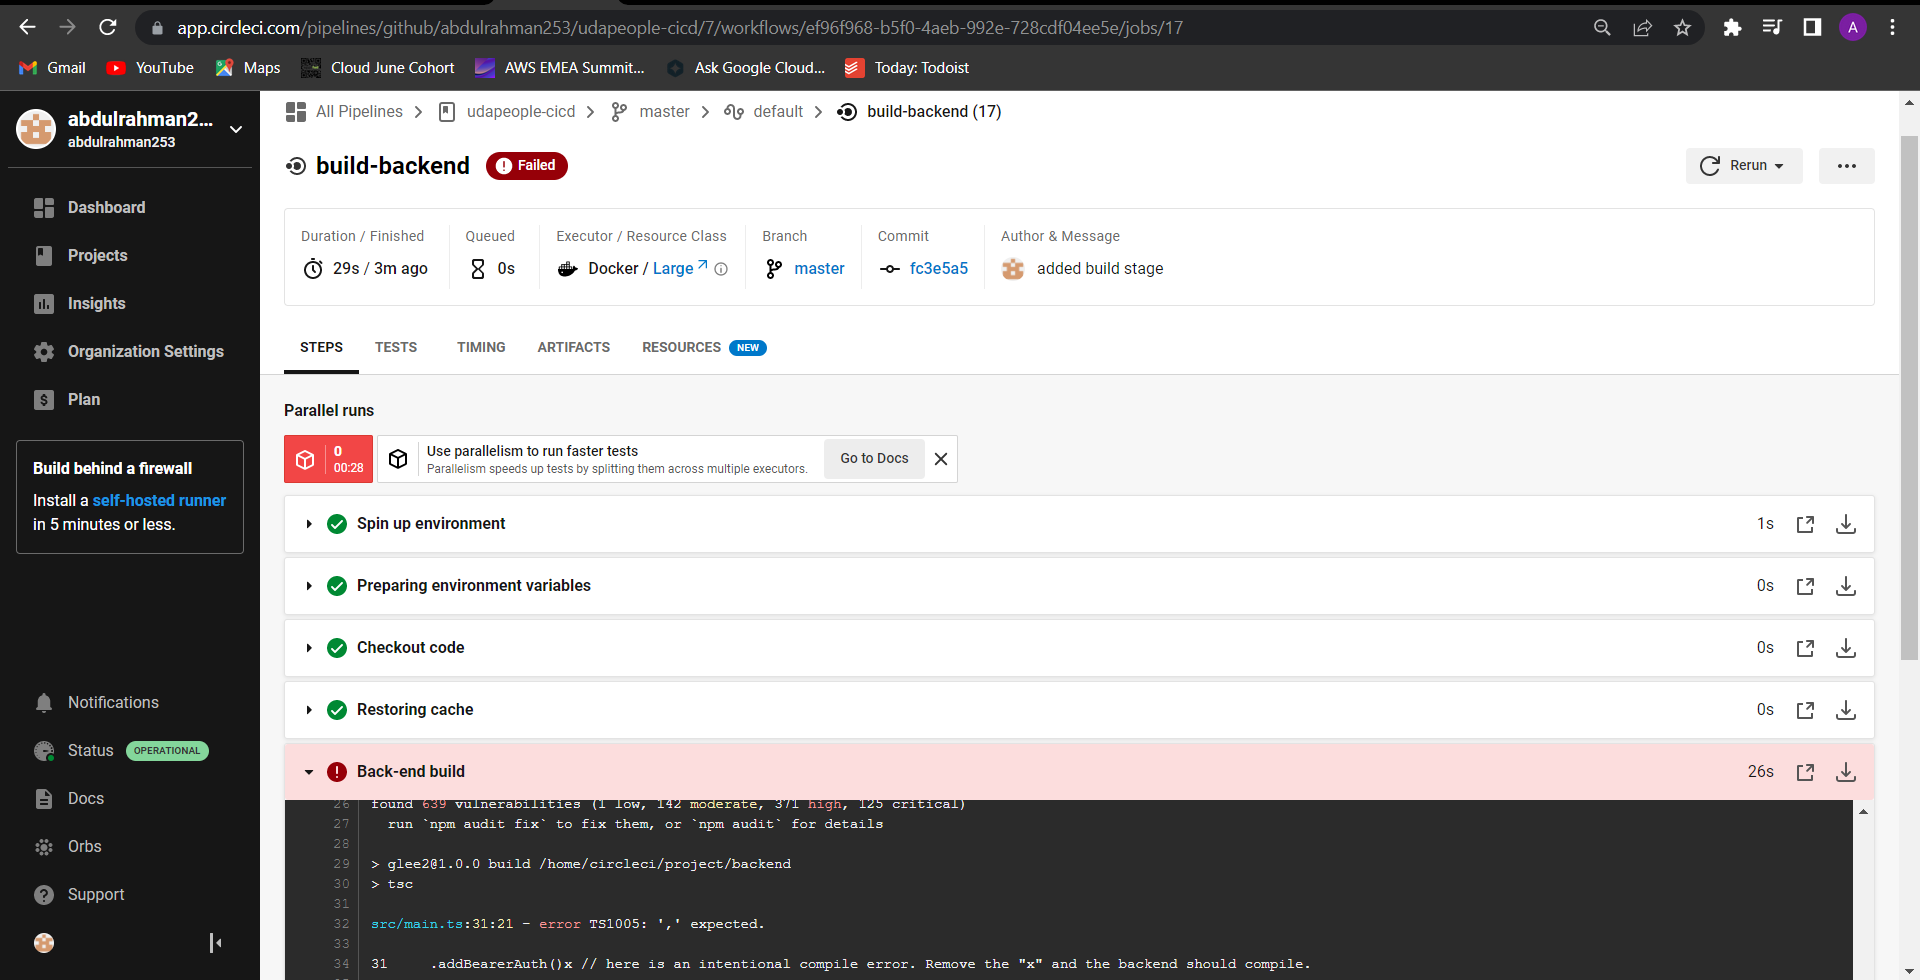 app.circleci.com/pipelines/github/abdulrahman253/udapeople-cicd/7/workflows/ef96f968-b5f0-4aeb-992e-728cdf04ee5e/jobs/17
A
Gmail YouTube Maps Cloud June Cohort AWS EMEA Summit... Ask Google Cloud... Today: Todoist
abdulrahman2...
abdulrahman253
Dashboard
Projects
Insights
Organization Settings
$ Plan
Build behind a firewall
Install a self-hosted runner
in 5 minutes or less.
Notifications
Status OPERATIONAL
Docs
Orbs
? Support
All Pipelines udapeople-cicd master default build-backend (17)
build-backend ! Failed
Rerun
Duration / Finished Queued Executor / Resource Class Branch Commit Author & Message
29s / 3m ago 0s Docker / Large master fc3e5a5 added build stage
STEPS TESTS TIMING ARTIFACTS RESOURCES NEW
Parallel runs
0
00:28
Use parallelism to run faster tests
Parallelism speeds up tests by splitting them across multiple executors.
Go to Docs
Spin up environment 1s
Preparing environment variables 0s
Checkout code 0s
Restoring cache 0s
! Back-end build 26s
26 found 639 vulnerabilities (1 low, 142 moderate, 371 high, 125 critical)
27 run `npm audit fix` to fix them, or `npm audit` for details
28
29 > glee2@1.0.0 build /home/circleci/project/backend
30 > tsc
31
32 src/main.ts:31:21 - error TS1005: ',' expected.
33
34 31 .addBearerAuth()x // here is an intentional compile error. Remove the "x" and the backend should compile.